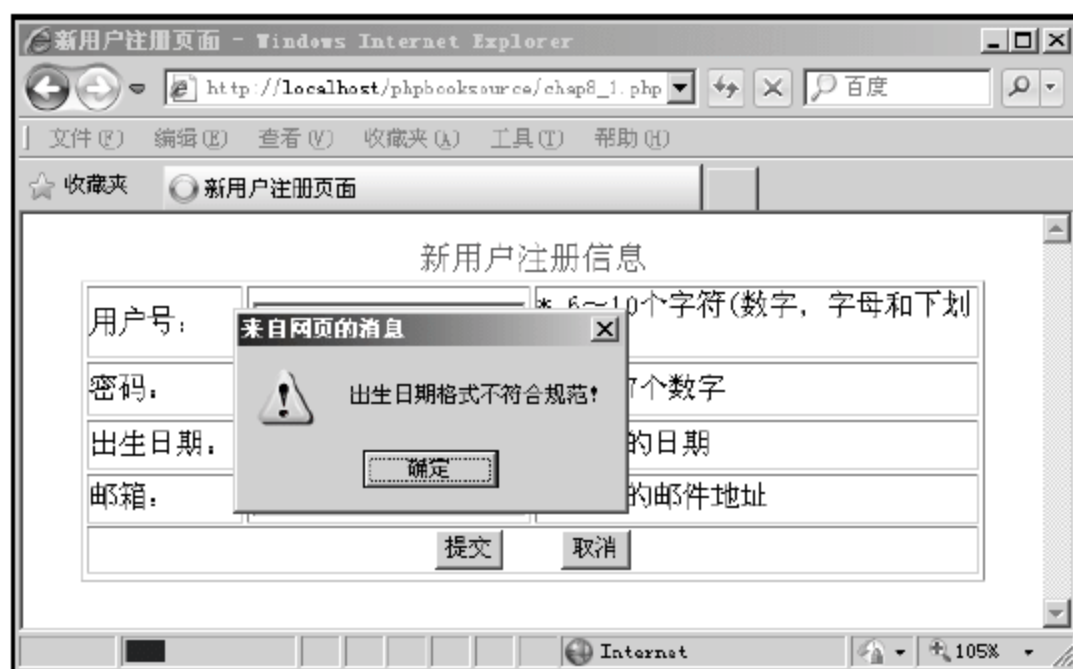 新用户注册页面 - Windows Internet Explorer
http://localhost/phpbooksource/chap8_1.php
百度
文件(F) 编辑(E) 查看(V) 收藏夹(A) 工具(T) 帮助(H)
收藏夹
新用户注册页面
新用户注册信息
用户号:
* 6~10个字符(数字, 字母和下划
来自网页的消息
出生日期格式不符合规范!
确定
密码:
7个数字
出生日期:
的日期
邮箱:
的邮件地址
提交 取消
Internet
105%